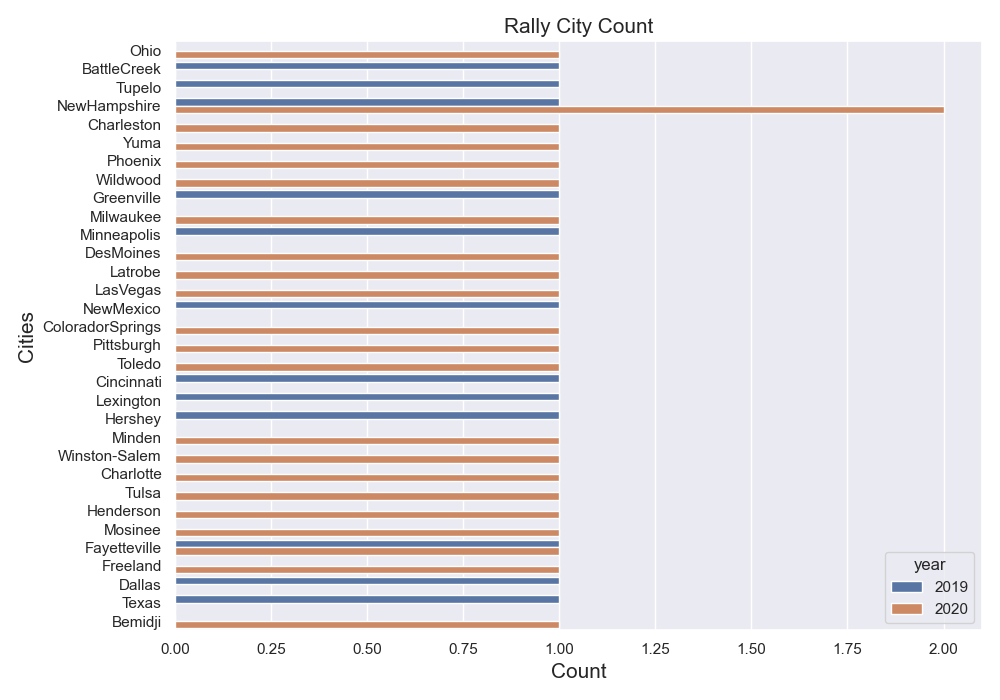 Rally City Count
Ohio
BattleCreek
Tupelo
NewHampshire
Charleston
Yuma
Phoenix
Wildwood
Greenville
Milwaukee
Minneapolis
DesMoines
Latrobe
LasVegas
NewMexico
ColoradorSprings
Pittsburgh
Toledo
Cincinnati
Lexington
Hershey
Minden
Winston-Salem
Charlotte
Tulsa
Henderson
Mosinee
Fayetteville
Freeland
Dallas
Texas
Bemidji
Cities
year
2019
2020
0.00 0.25 0.50 0.75 1.00 1.25 1.50 1.75 2.00
Count